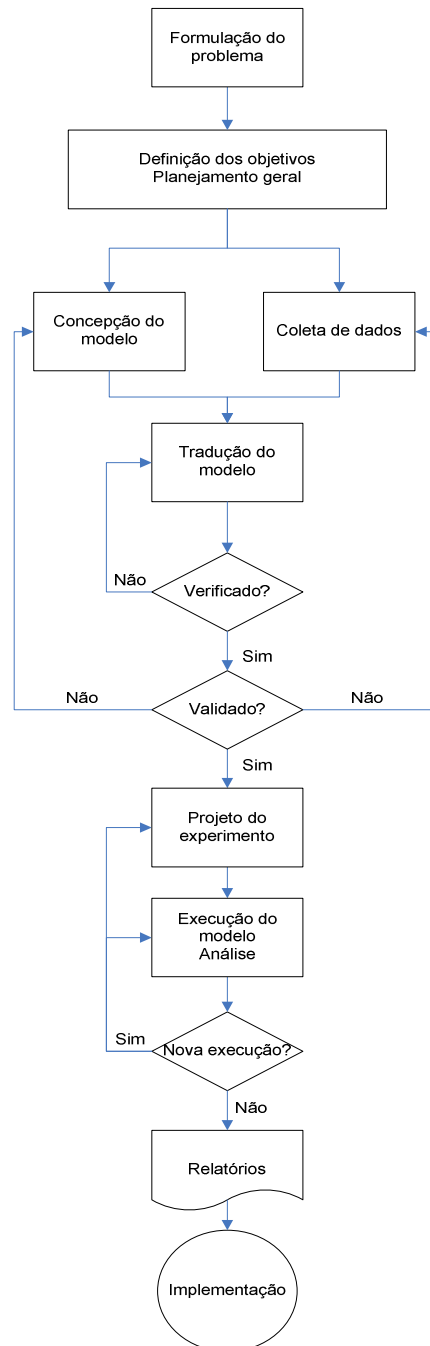 Formulação do
problema
Definição dos objetivos
Planejamento geral
Concepção do
modelo
Coleta de dados
Tradução do
modelo
Não
Verificado?
Sim
Não
Validado?
Não
Sim
Projeto do
experimento
Execução do
modelo
Análise
Sim
Nova execução?
Não
Relatórios
Implementação